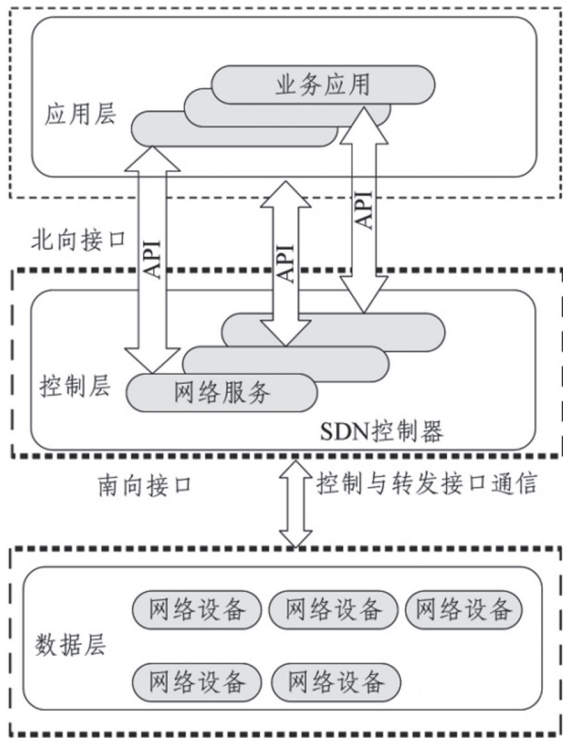 业务应用
应用层
北向接口
API
API
API
控制层
网络服务
SDN控制器
南向接口
控制与转发接口通信
网络设备 网络设备 网络设备
数据层
网络设备 网络设备